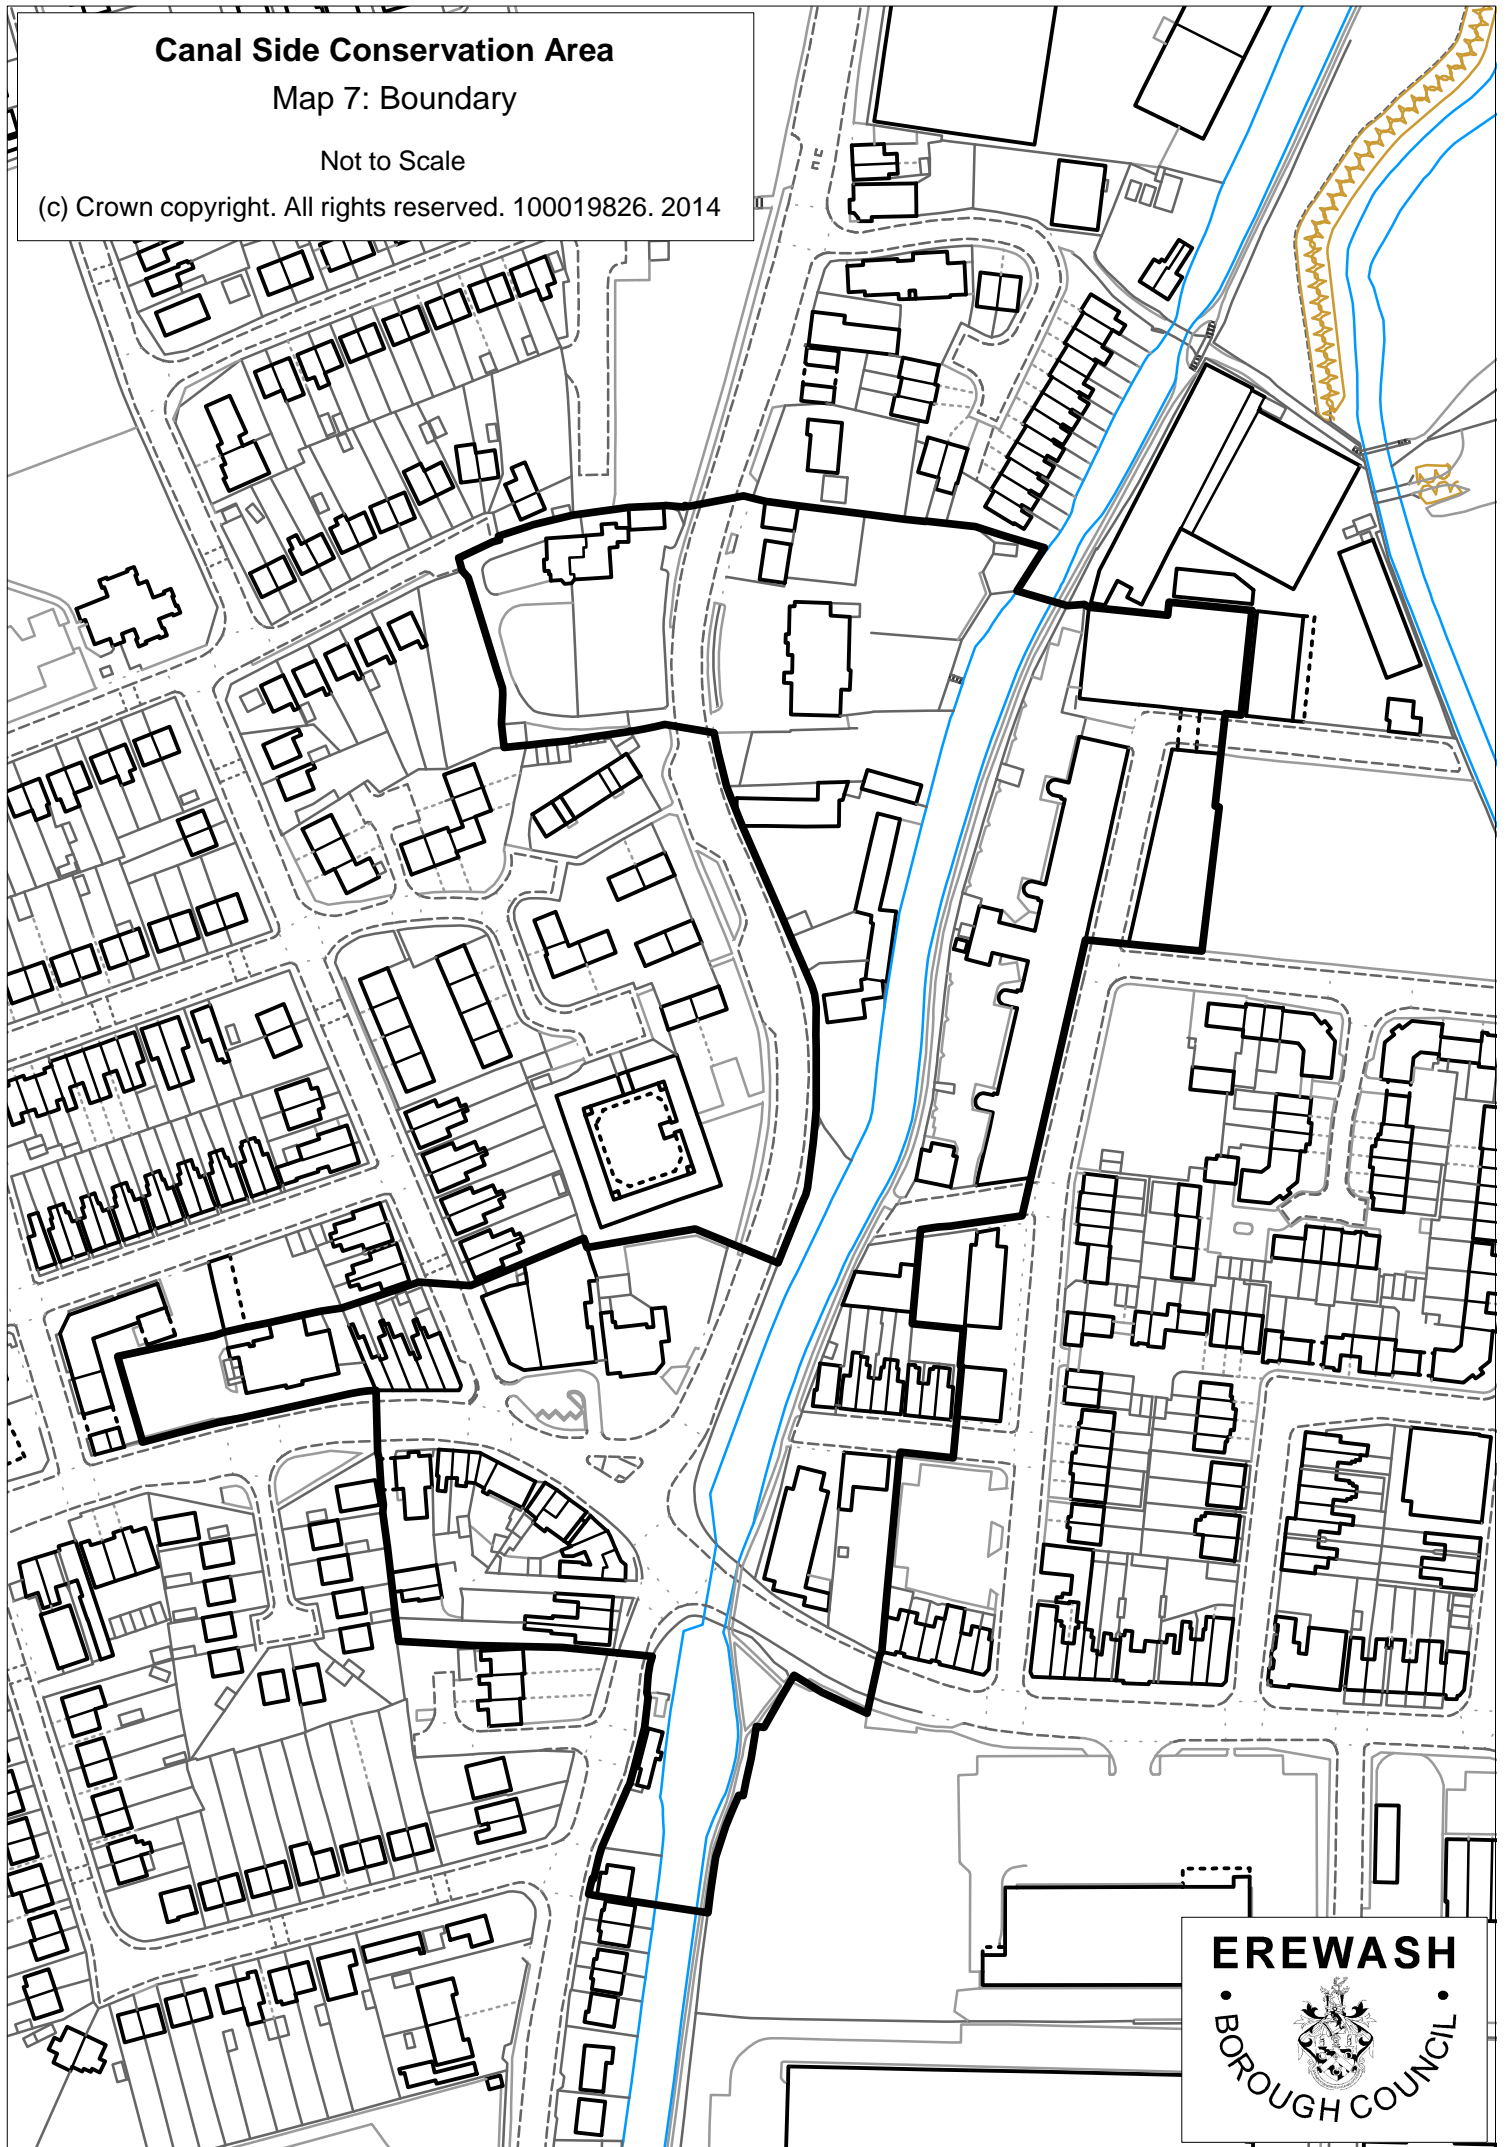 Canal Side Conservation Area
Map 7: Boundary
Not to Scale
(c) Crown copyright. All rights reserved. 100019826. 2014
EREWASH
• BOROUGH COUNCIL •